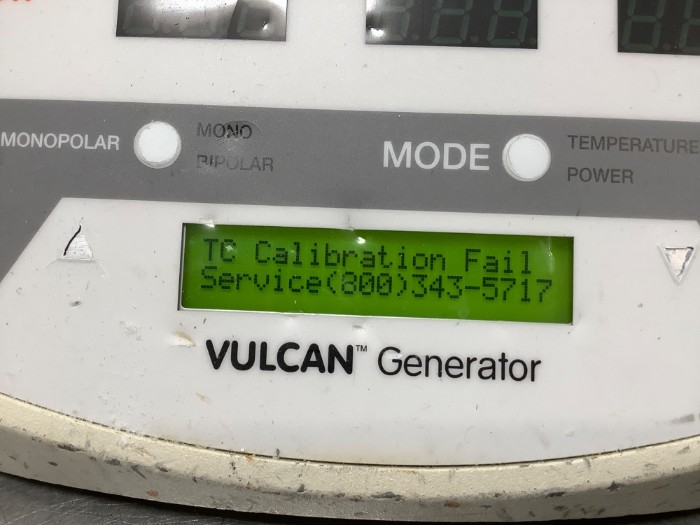 MONOPOLAR
MONO
BIPOLAR
MODE
TEMPERATURE
POWER
TC Calibration Fail
Service(800)343-5717
VULCAN™ Generator